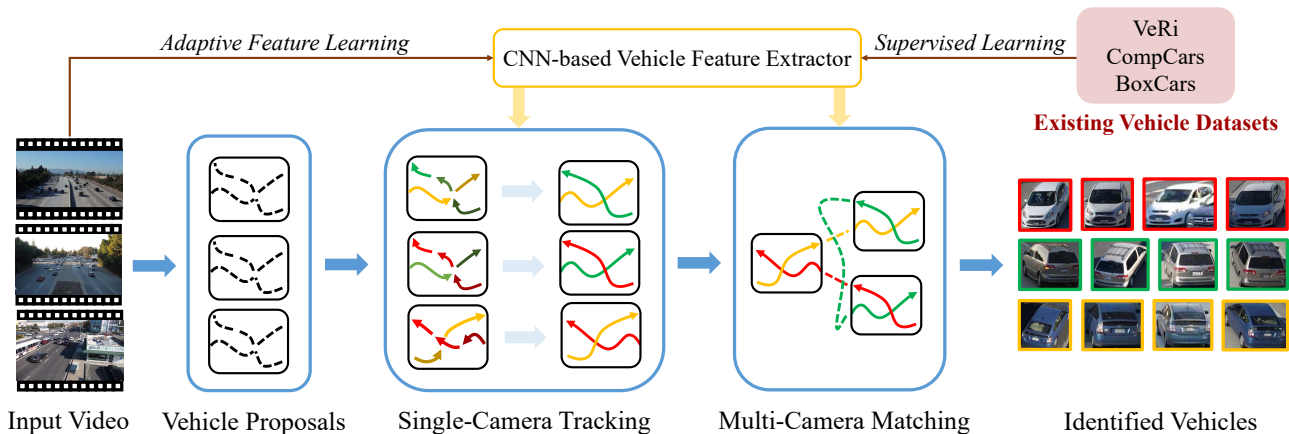 Adaptive Feature Learning
CNN-based Vehicle Feature Extractor
Supervised Learning
VeRi
CompCars
BoxCars
Existing Vehicle Datasets
Input Video
Vehicle Proposals
Single-Camera Tracking
Multi-Camera Matching
Identified Vehicles